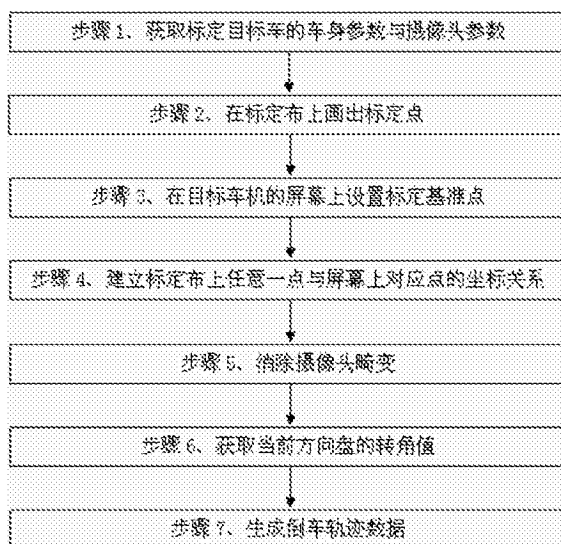 步骤 1、获取标定目标车的车身参数与摄像头参数
步骤 2、在标定布上画出标定点
步骤 3、在目标车机的屏幕上设置标定基准点
步骤 4、建立标定布上任意一点与屏幕上对应点的坐标关系
步骤 5、消除摄像头畸变
步骤 6、获取当前方向盘的转角值
步骤 7、生成倒车轨迹数据